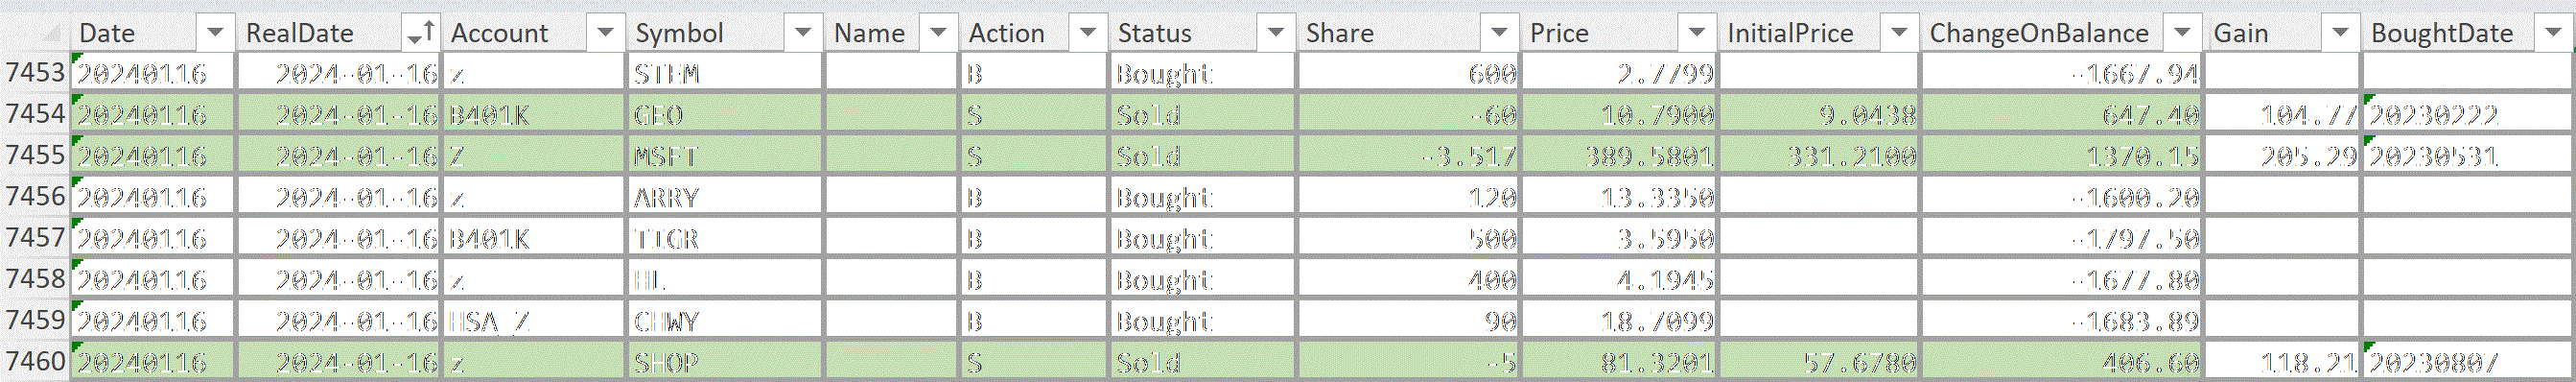 Date RealDate Account Symbol Name Action Status Share Price InitialPrice ChangeOnBalance Gain BoughtDate
7453 20240116 2024-01-16 z STEM B Bought 600 2.7799 -1667.94
7454 20240116 2024-01-16 B401K GEO S Sold -60 10.7900 9.0438 647.40 104.77 20230222
7455 20240116 2024-01-16 Z MSFT S Sold -3.517 389.5801 331.2100 1370.15 205.29 20230531
7456 20240116 2024-01-16 z ARRY B Bought 120 13.3350 -1600.20
7457 20240116 2024-01-16 B401K TIGR B Bought 500 3.5950 -1797.50
7458 20240116 2024-01-16 z HL B Bought 400 4.1945 -1677.80
7459 20240116 2024-01-16 HSA Z CHWY B Bought 90 18.7099 -1683.89
7460 20240116 2024-01-16 z SHOP S Sold -5 81.3201 57.6780 406.60 118.21 20230807